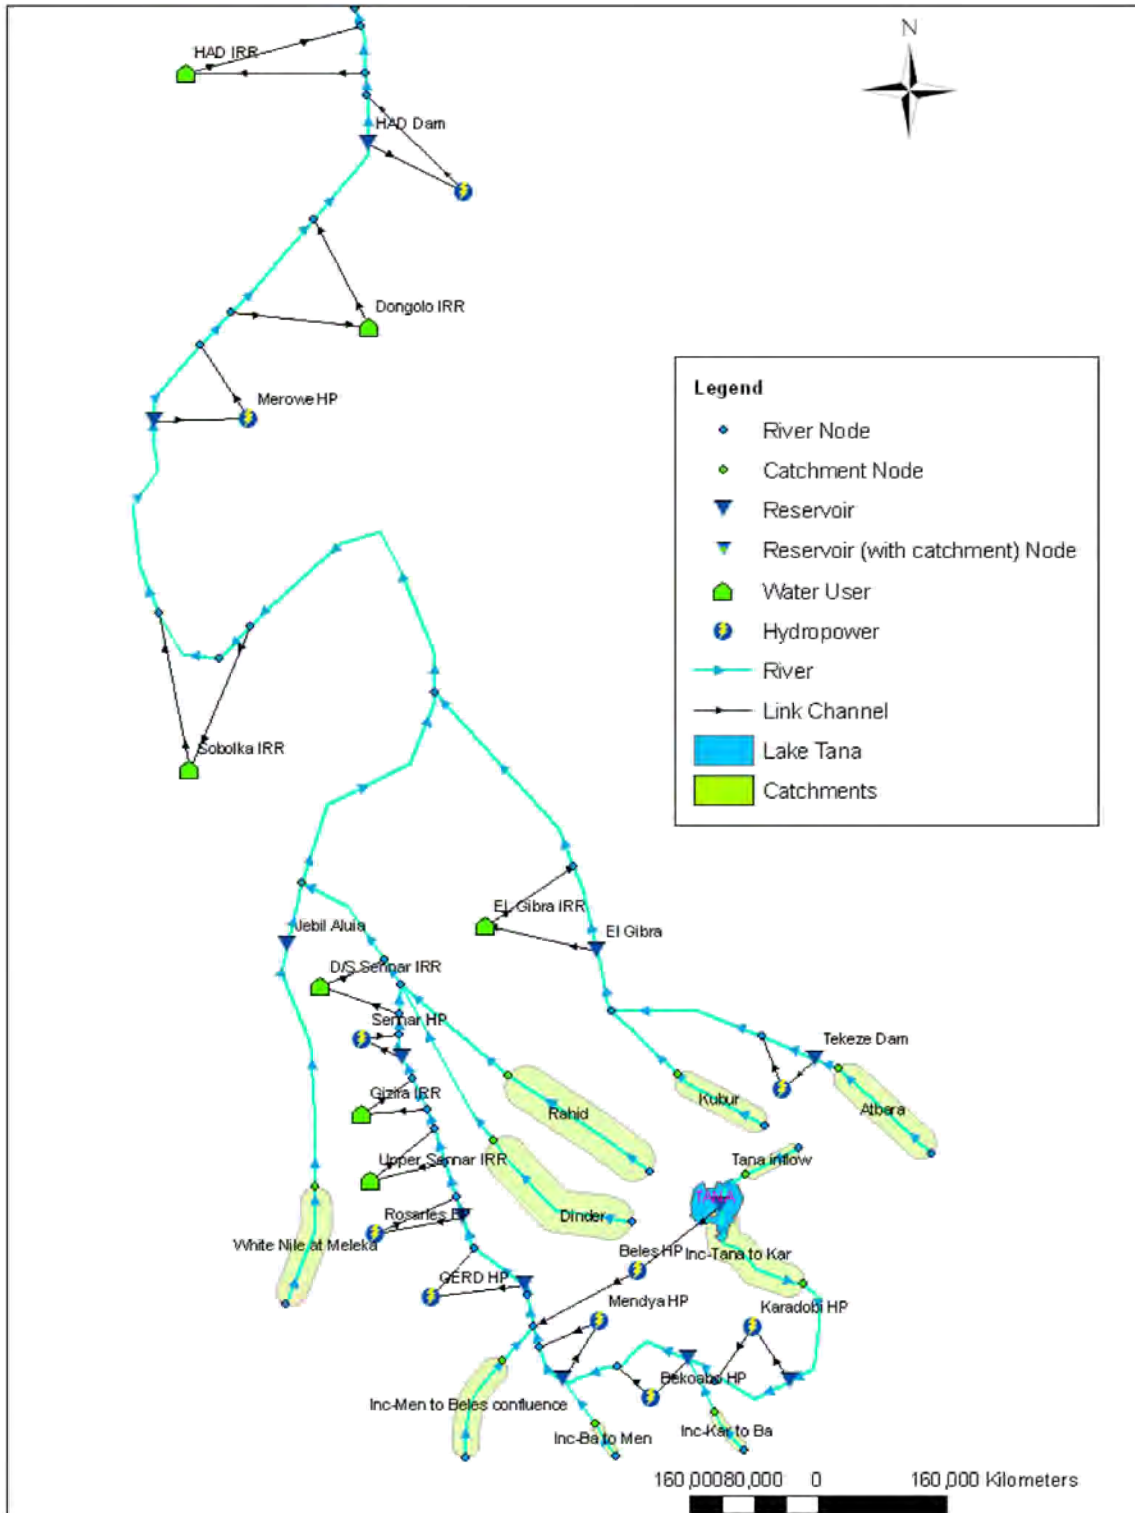 N
HAD IRR
HAD Dam
Dongolo IRR
Merowe HP
Legend
River Node
Catchment Node
Reservoir
Reservoir (with catchment) Node
Water User
Hydropower
River
Link Channel
Lake Tana
Catchments
Sobolka IRR
EL Gibra IRR
El Gibra
Jebil Aluia
D/S Sennar IRR
Sennar HP
Tekeze Dam
Gizira IRR
Rahid
Kubur
Atbara
Upper Sennar IRR
Tana inflow
TANA
Rosaries
Dinder
White Nile at Meleka
Inc-Tana to Kar
Beles HP
GERD HP
Mendya HP
Karadobi HP
Bekoabo HP
Inc-Men to Beles confluence
Inc-Ba to Men
Inc-Kar to Ba
160,00080,000 0 160,000 Kilometers